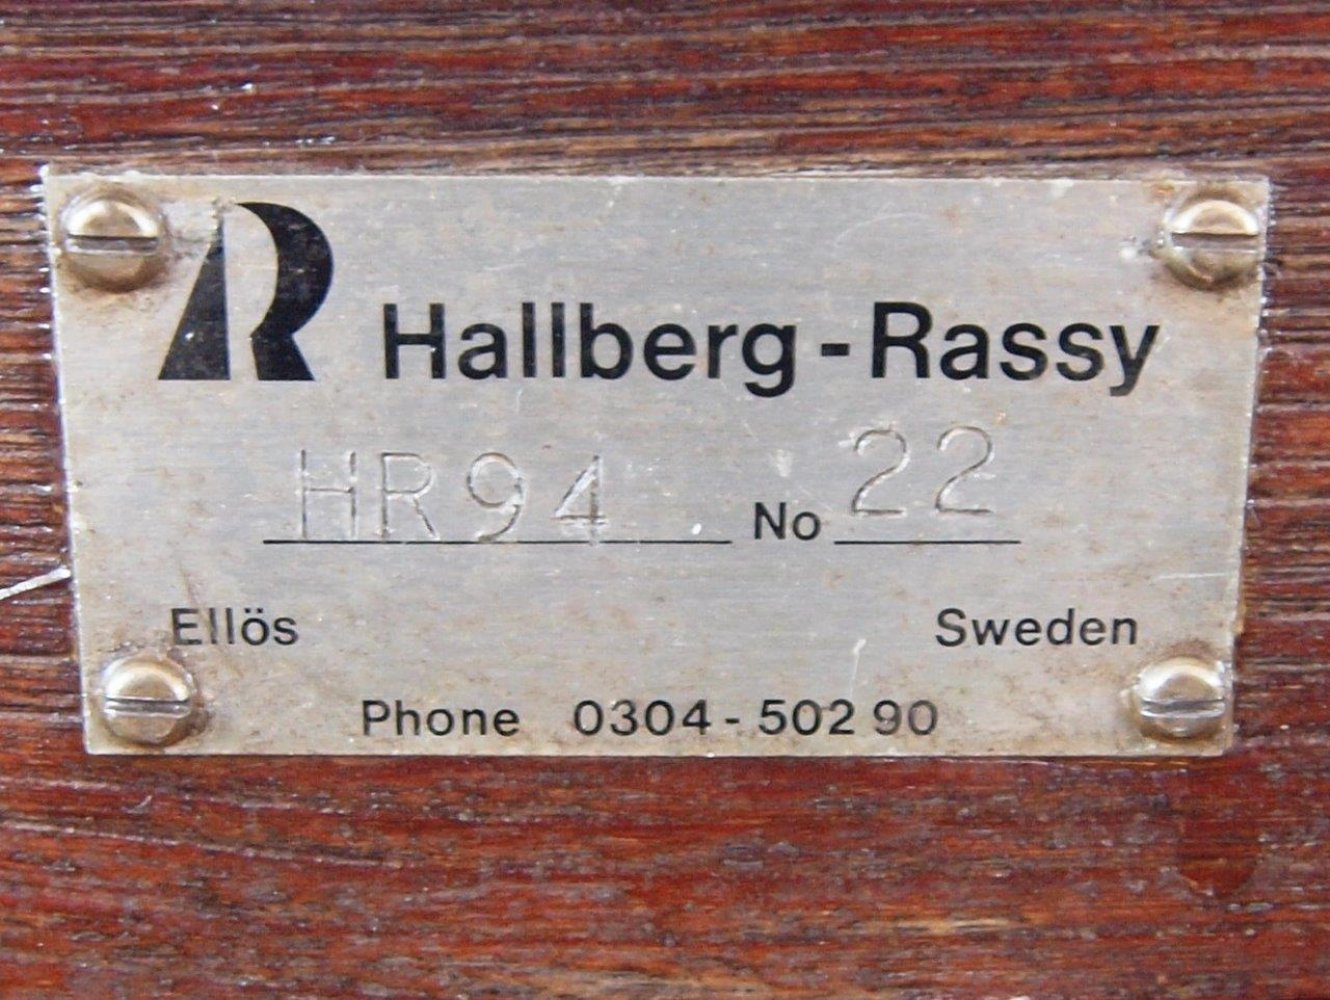 R Hallberg-Rassy
HR94 No 22
Ellös Sweden
Phone 0304-502 90